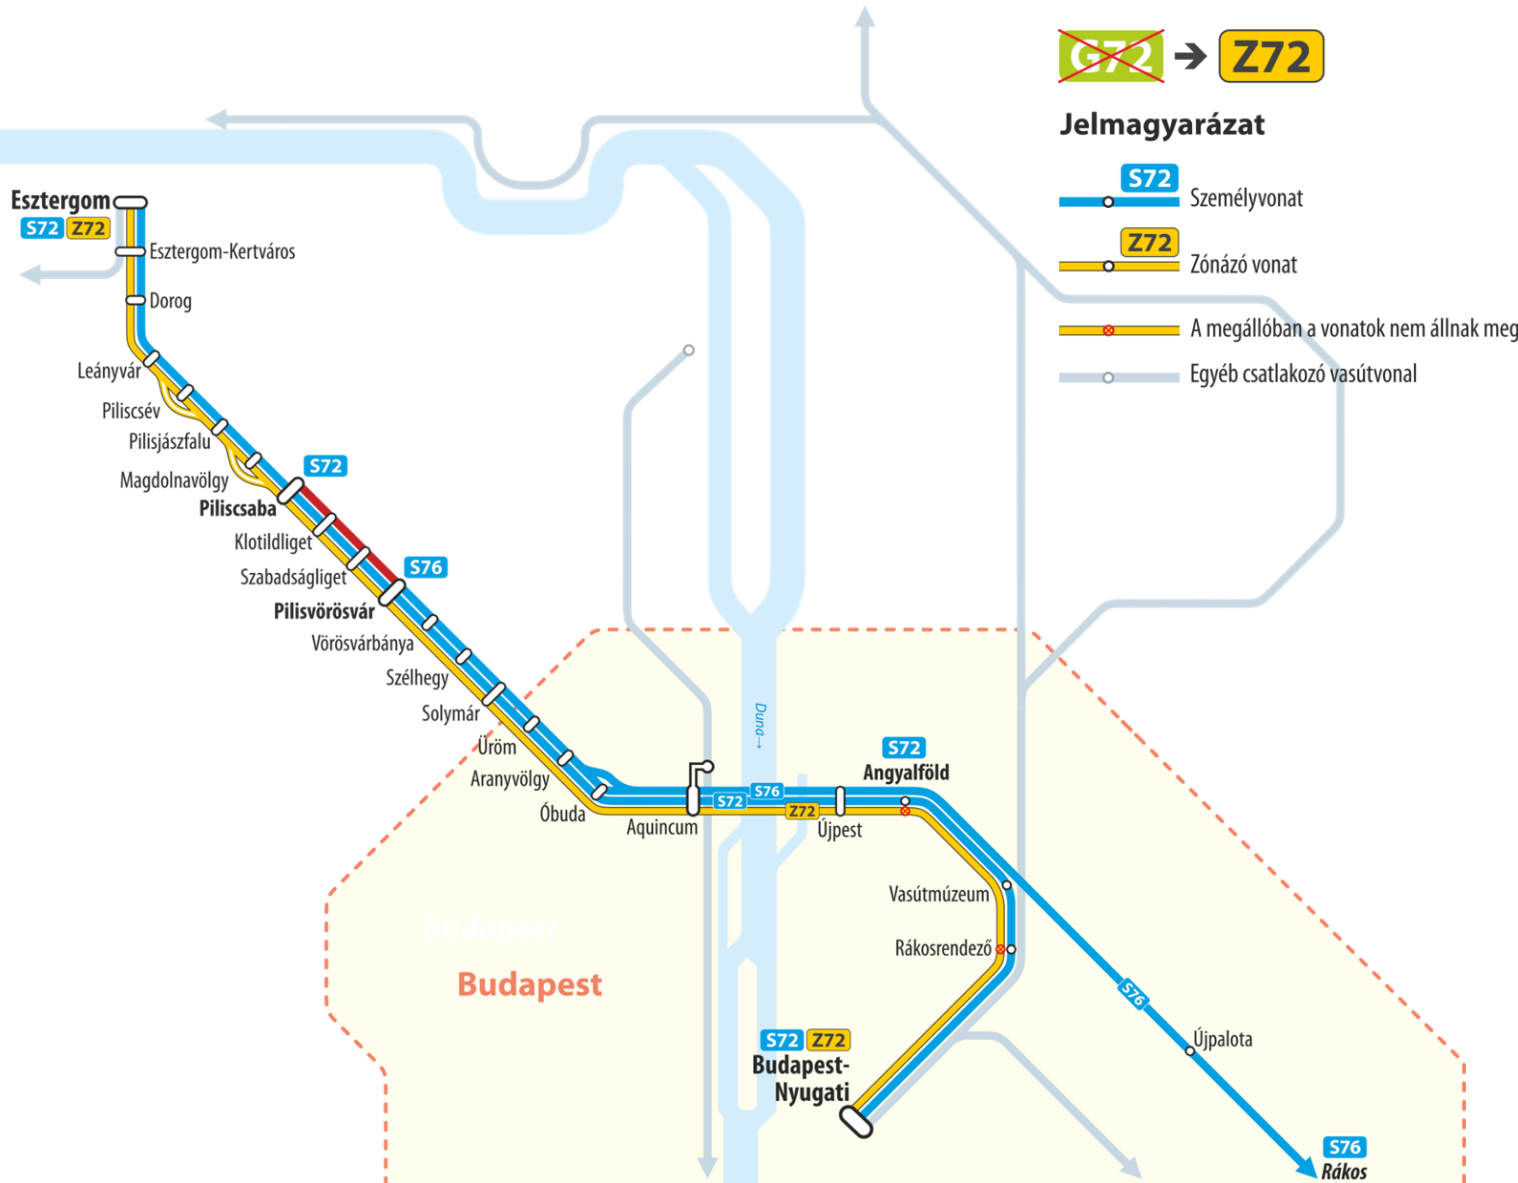 G72
Z72
Jelmagyarázat
S72
Személyvonat
Z72
Zónázó vonat
A megállóban a vonatok nem állnak meg
Egyéb csatlakozó vasútvonal
Esztergom
S72 Z72
Esztergom-Kertváros
Dorog
Leányvár
Piliscsév
Pilisjászfalu
Magdolnavölgy
S72
Piliscsaba
Klotildliget
S76
Szabadságliget
Pilisvörösvár
Vörösvárbánya
Szélhegy
Solymár
Üröm
Aranyvölgy
Óbuda
Aquincum
Duna→
S76
S72
Z72
Újpest
S72
Angyalföld
Vasútmúzeum
Rákosrendező
Budapest
Budapest
S76
S72 Z72
Budapest-
Nyugati
Újpalota
S76
Rákos